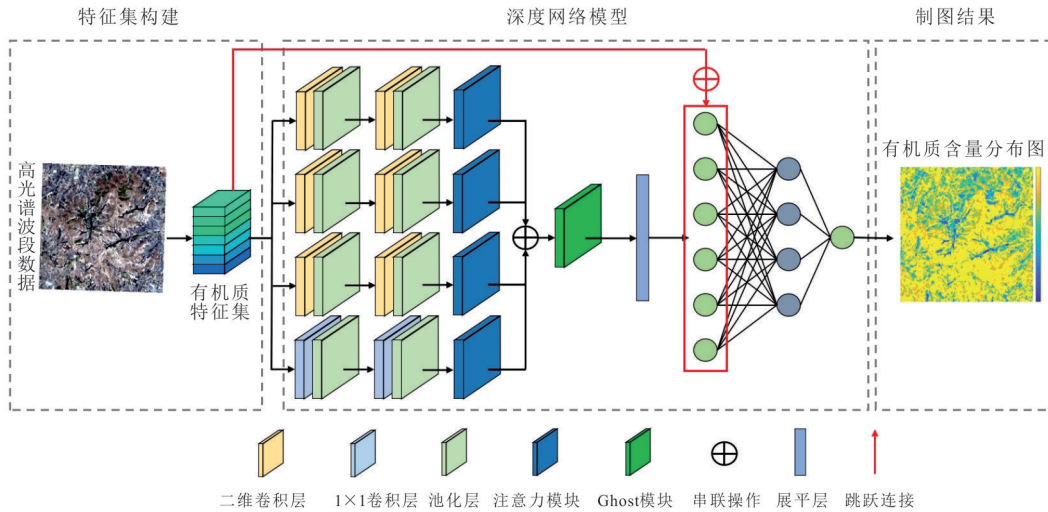 特征集构建
深度网络模型
制图结果
高光谱波段数据
有机质
特征集
有机质含量分布图
二维卷积层
1×1卷积层
池化层
注意力模块
Ghost模块
串联操作
展平层
跳跃连接